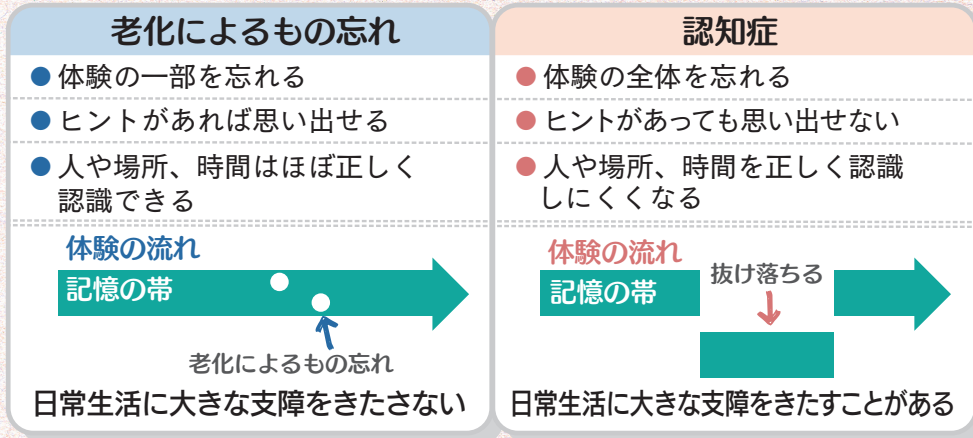 老化によるもの忘れ
● 体験の一部を忘れる
● ヒントがあれば思い出せる
● 人や場所、時間はほぼ正しく
認識できる
体験の流れ
記憶の帯
老化によるもの忘れ
日常生活に大きな支障をきたさない
認知症
● 体験の全体を忘れる
● ヒントがあっても思い出せない
● 人や場所、時間を正しく認識
しにくくなる
体験の流れ
記憶の帯
抜け落ちる
日常生活に大きな支障をきたすことがある